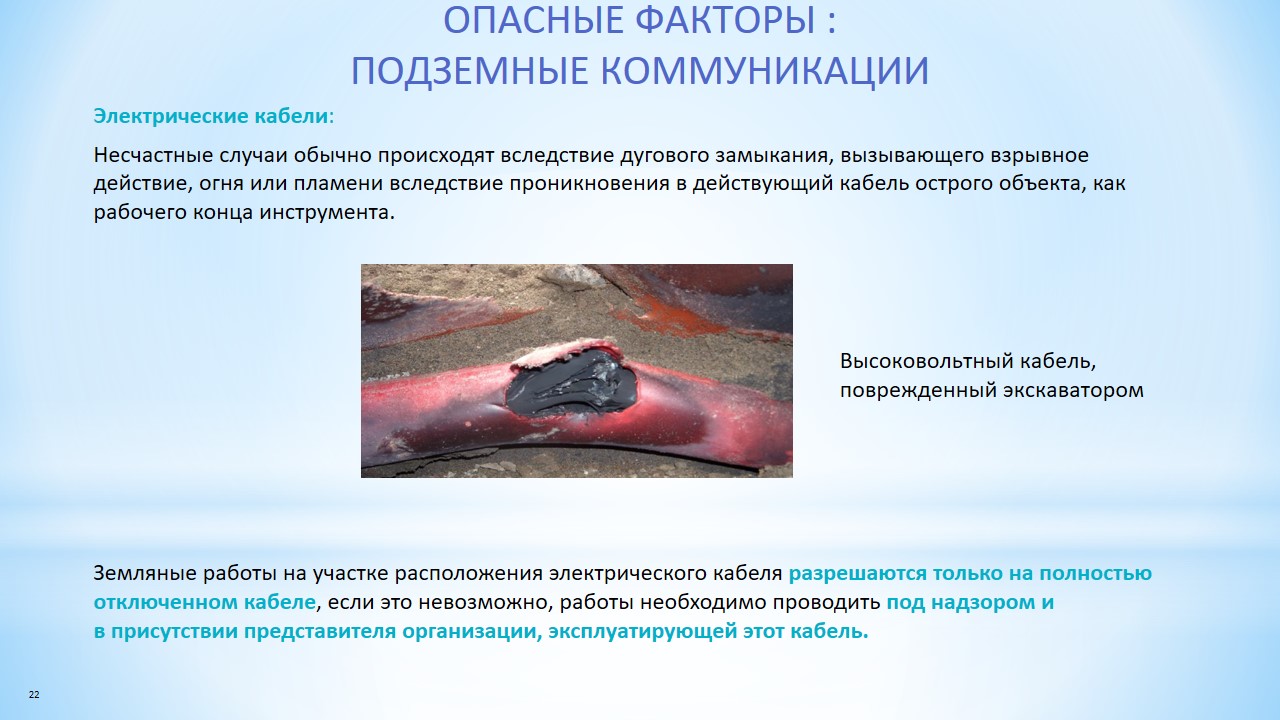 ОПАСНЫЕ ФАКТОРЫ :
ПОДЗЕМНЫЕ КОММУНИКАЦИИ
Электрические кабели:
Несчастные случаи обычно происходят вследствие дугового замыкания, вызывающего взрывное
действие, огня или пламени вследствие проникновения в действующий кабель острого объекта, как
рабочего конца инструмента.
Высоковольтный кабель,
поврежденный экскаватором
Земляные работы на участке расположения электрического кабеля разрешаются только на полностью
отключенном кабеле, если это невозможно, работы необходимо проводить под надзором и
в присутствии представителя организации, эксплуатирующей этот кабель.
22